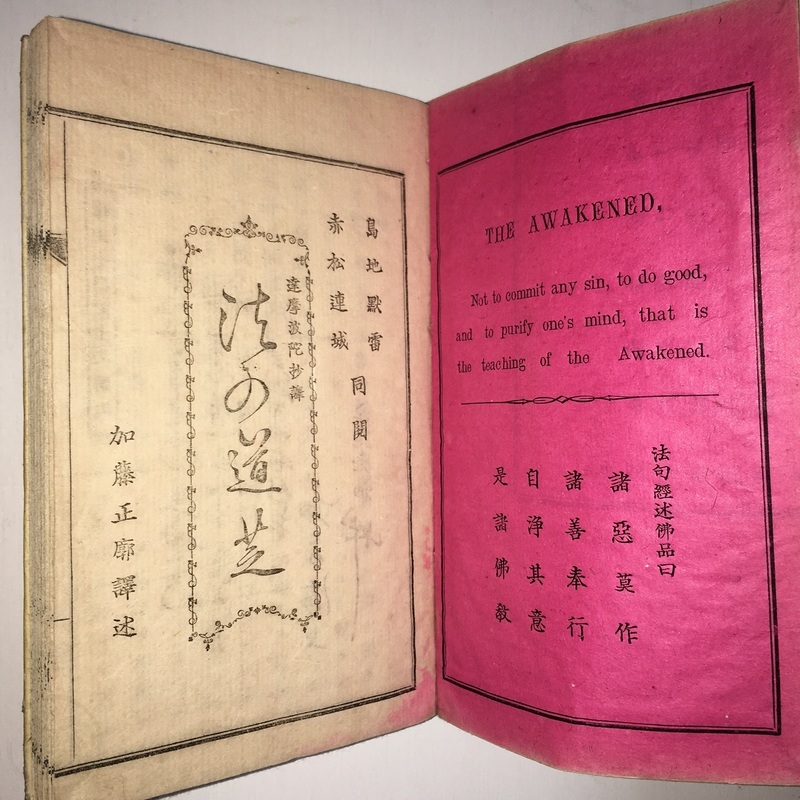 THE AWAKENED,
Not to commit any sin, to do good,
and to purify one's mind, that is
the teaching of the Awakened.
法句經述佛品曰
諸惡莫作
諸善奉行
自淨其意
是諸佛敎
島地默雷
赤松連城
同閱
達摩波陀抄譯
法の道芝
加藤正廓譯述